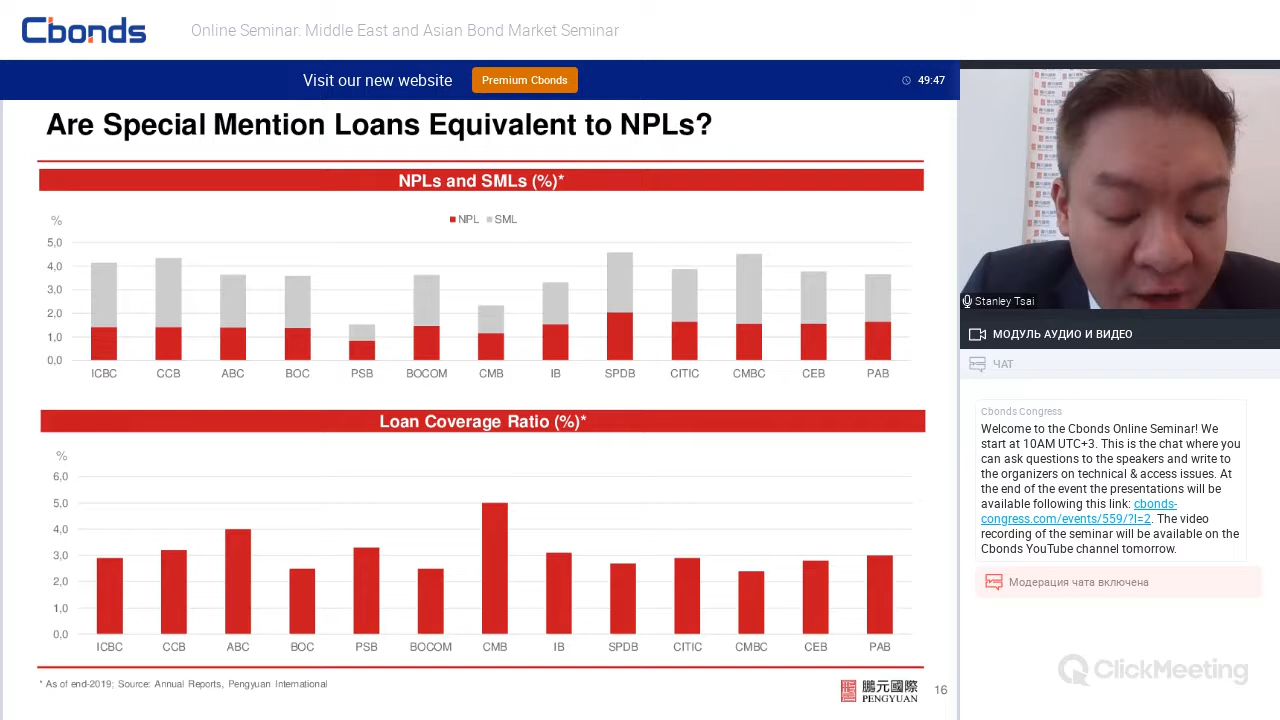 Cbonds
Online Seminar: Middle East and Asian Bond Market Seminar
Visit our new website
Premium Cbonds
49:47
Are Special Mention Loans Equivalent to NPLs?
NPLs and SMLs (%)*
%
NPL SML
5,0
4,0
3,0
2,0
1,0
0,0
ICBC CCB ABC BOC PSB BOCOM CMB IB SPDB CITIC CMBC CEB PAB
Loan Coverage Ratio (%)*
%
6,0
5,0
4,0
3,0
2,0
1,0
0,0
ICBC CCB ABC BOC PSB BOCOM CMB IB SPDB CITIC CMBC CEB PAB
* As of end-2019; Source: Annual Reports, Pengyuan International
鵬元國際
PENGYUAN
16
Stanley Tsai
МОДУЛЬ АУДИО И ВИДЕО
ЧАТ
Cbonds Congress
Welcome to the Cbonds Online Seminar! We
start at 10AM UTC+3. This is the chat where you
can ask questions to the speakers and write to
the organizers on technical & access issues. At
the end of the event the presentations will be
available following this link: cbonds-
congress.com/events/559/?l=2. The video
recording of the seminar will be available on the
Cbonds YouTube channel tomorrow.
Модерация чата включена
ClickMeeting